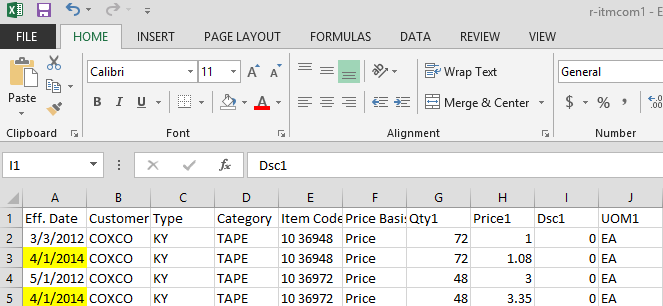 r-itmcom1 - E
FILE HOME INSERT PAGE LAYOUT FORMULAS DATA REVIEW VIEW
Paste
Calibri 11 A A Wrap Text General
B I U A Merge & Center $ % , .0 .00
Clipboard Font Alignment Number
I1 fx Dsc1
A B C D E F G H I J
1 Eff. Date Customer Type Category Item Code Price Basis Qty1 Price1 Dsc1 UOM1
2 3/3/2012 COXCO KY TAPE 10 36948 Price 72 1 0 EA
3 4/1/2014 COXCO KY TAPE 10 36948 Price 72 1.08 0 EA
4 5/1/2012 COXCO KY TAPE 10 36972 Price 48 3 0 EA
5 4/1/2014 COXCO KY TAPE 10 36972 Price 48 3.35 0 EA